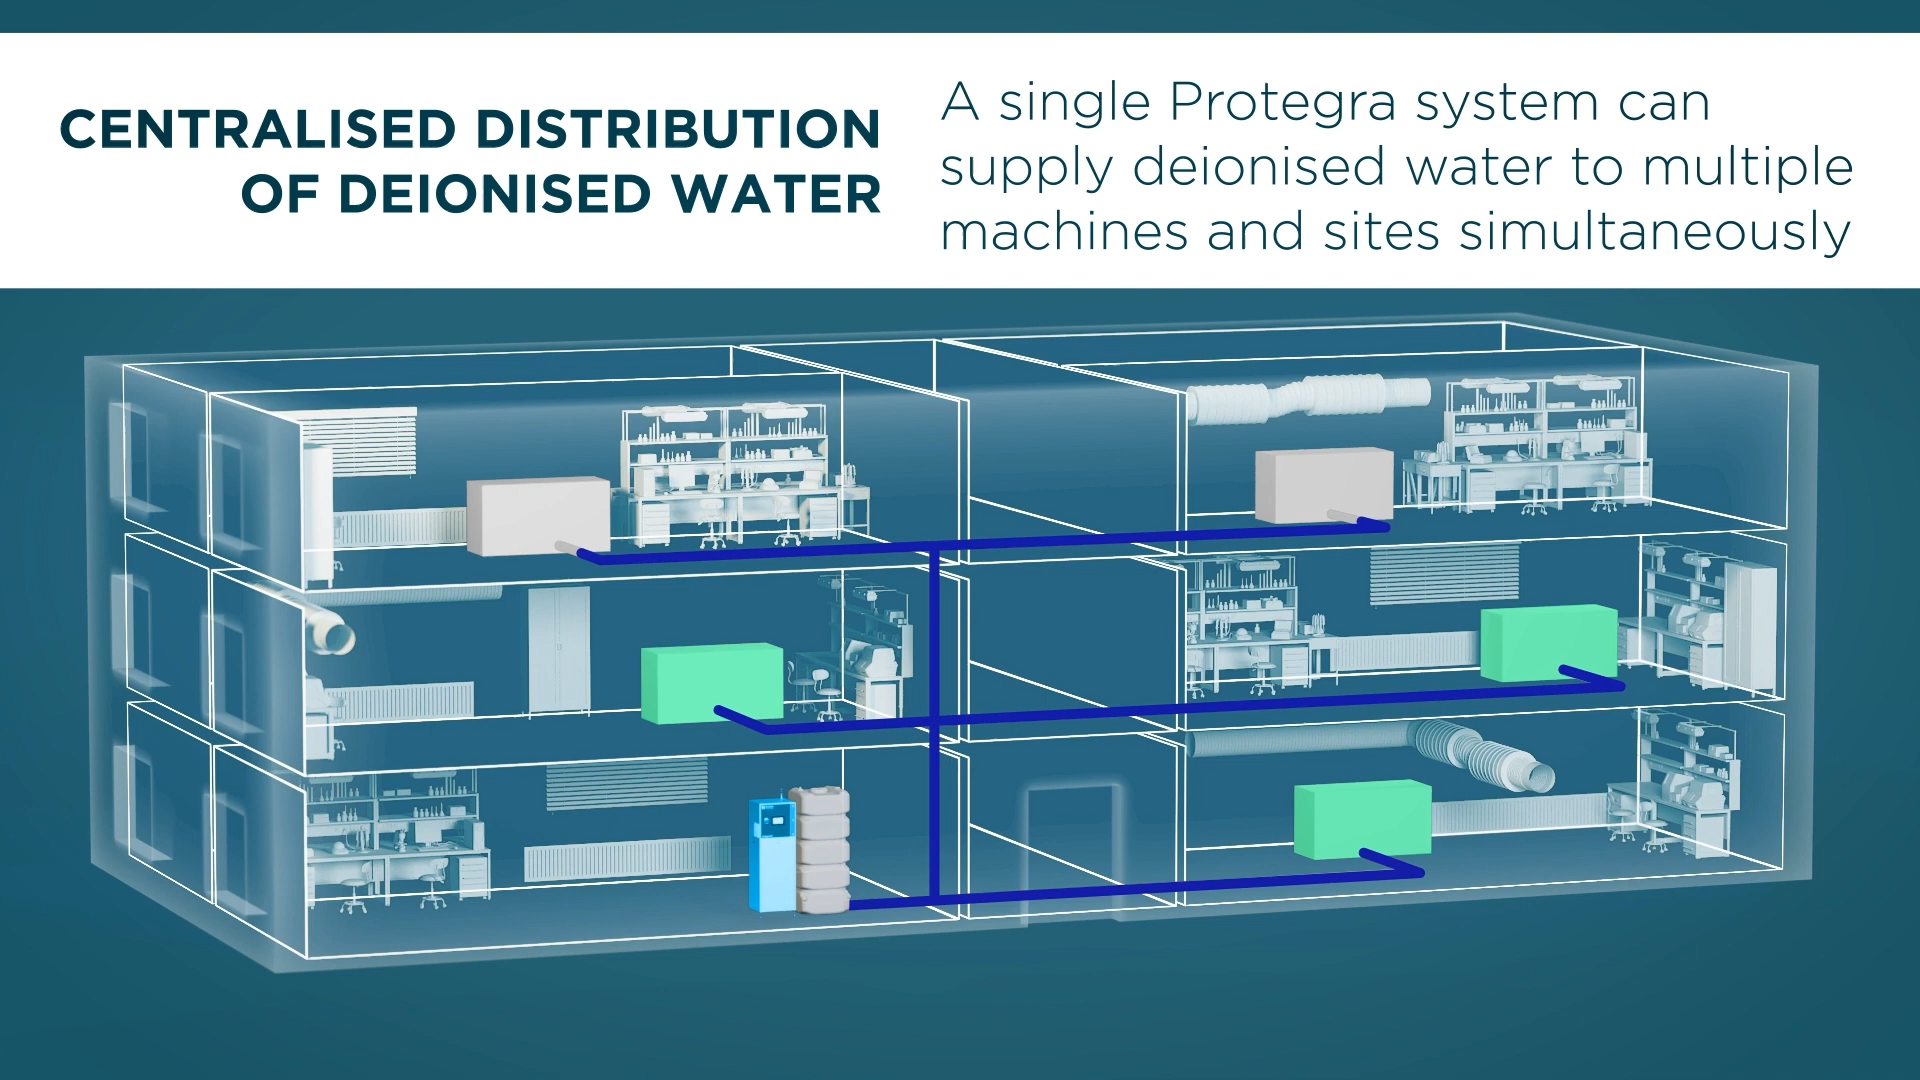 CENTRALISED DISTRIBUTION
OF DEIONISED WATER
A single Protegra system can
supply deionised water to multiple
machines and sites simultaneously